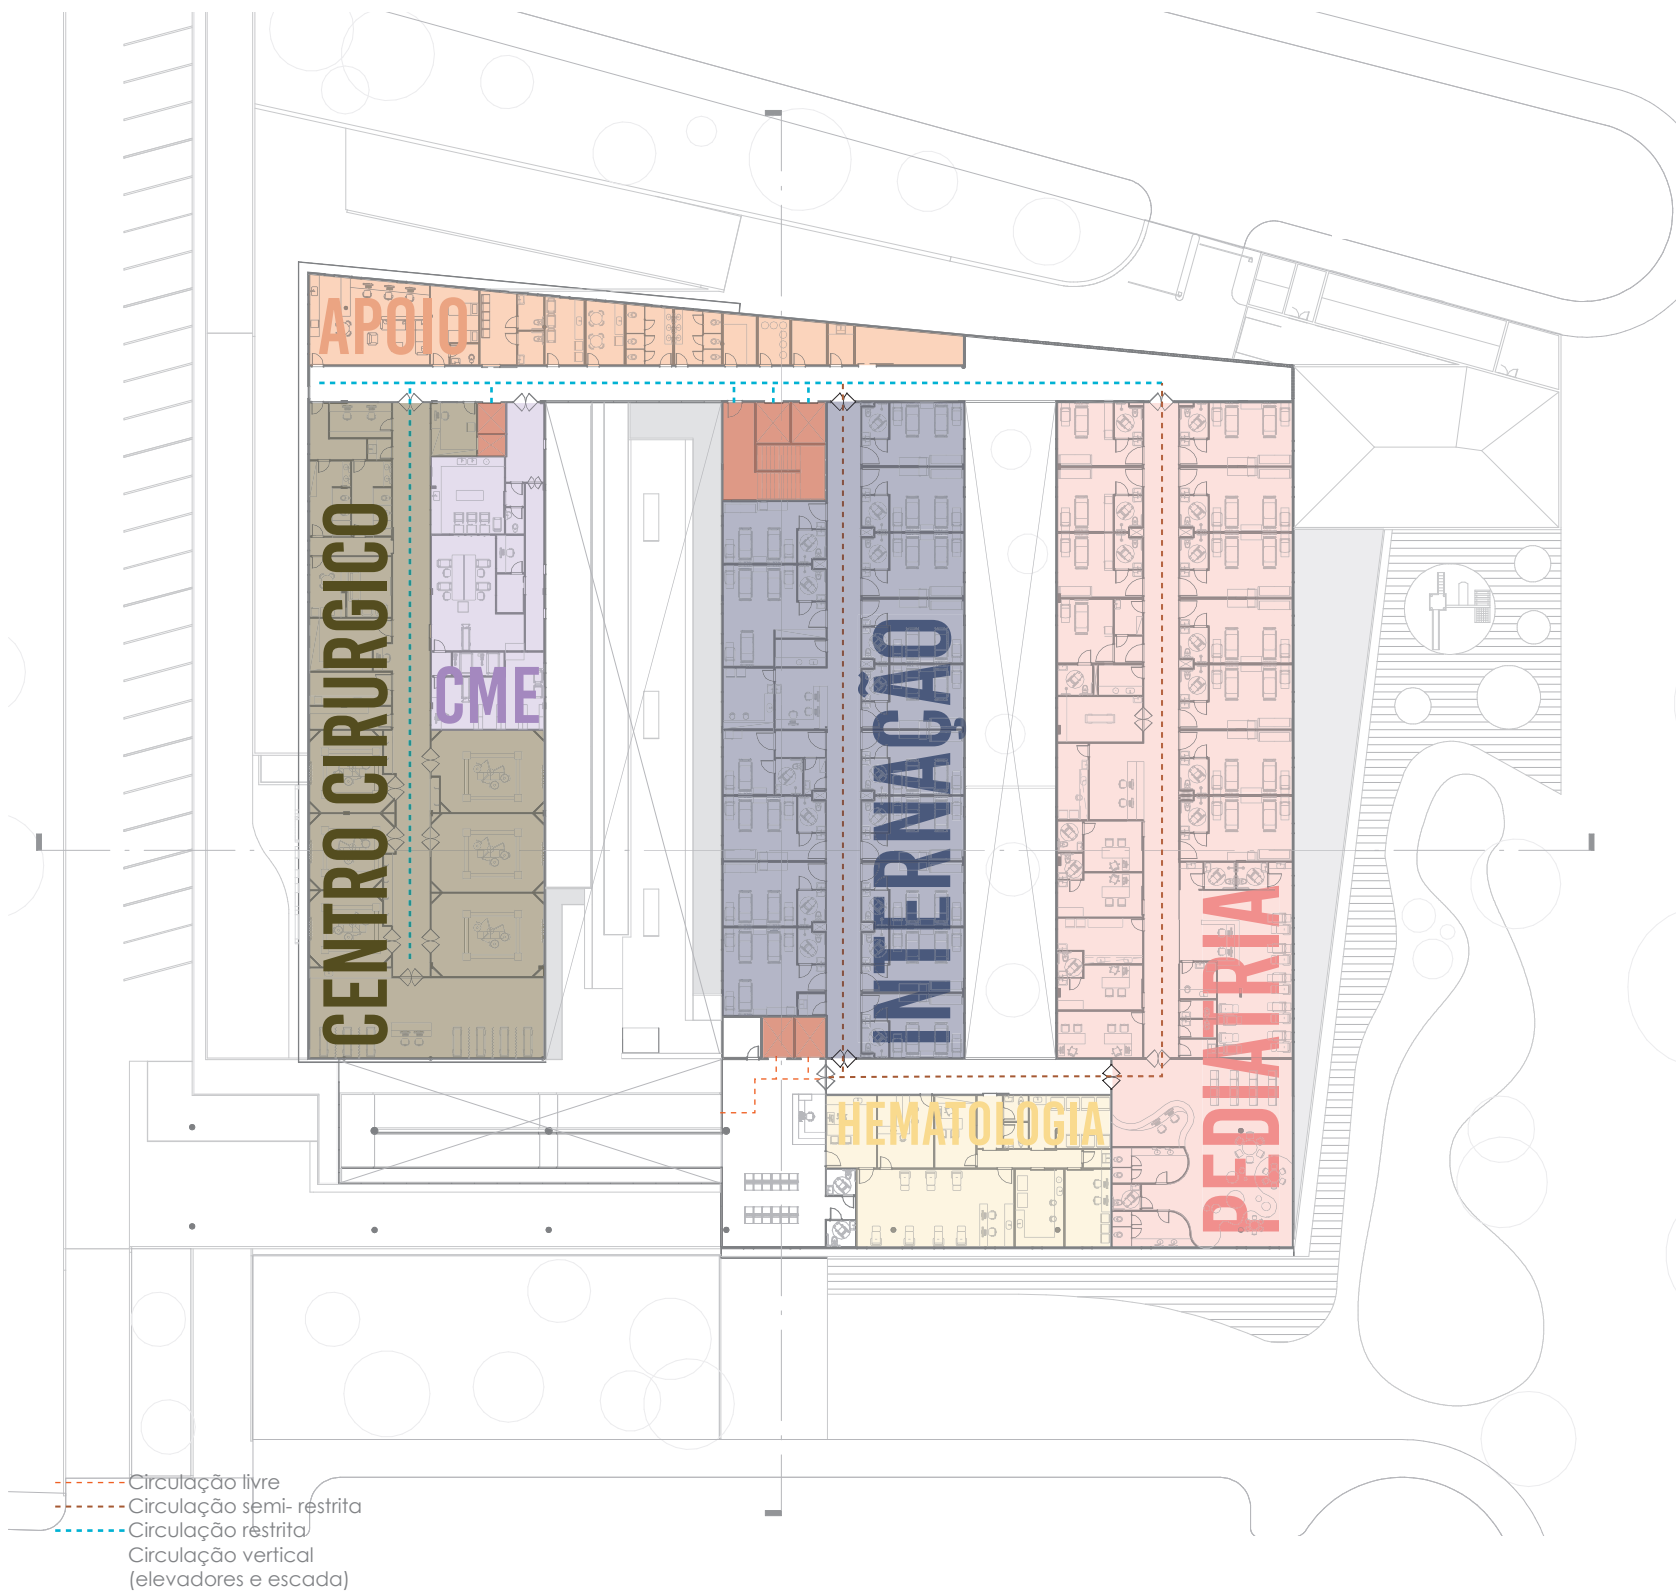 APOIO
CENTRO CIRURGICO
CME
INTERNAÇÃO
PEDIATRIA
HEMATOLOGIA
Circulação livre
Circulação semi- restrita
Circulação restrita
Circulação vertical
(elevadores e escada)